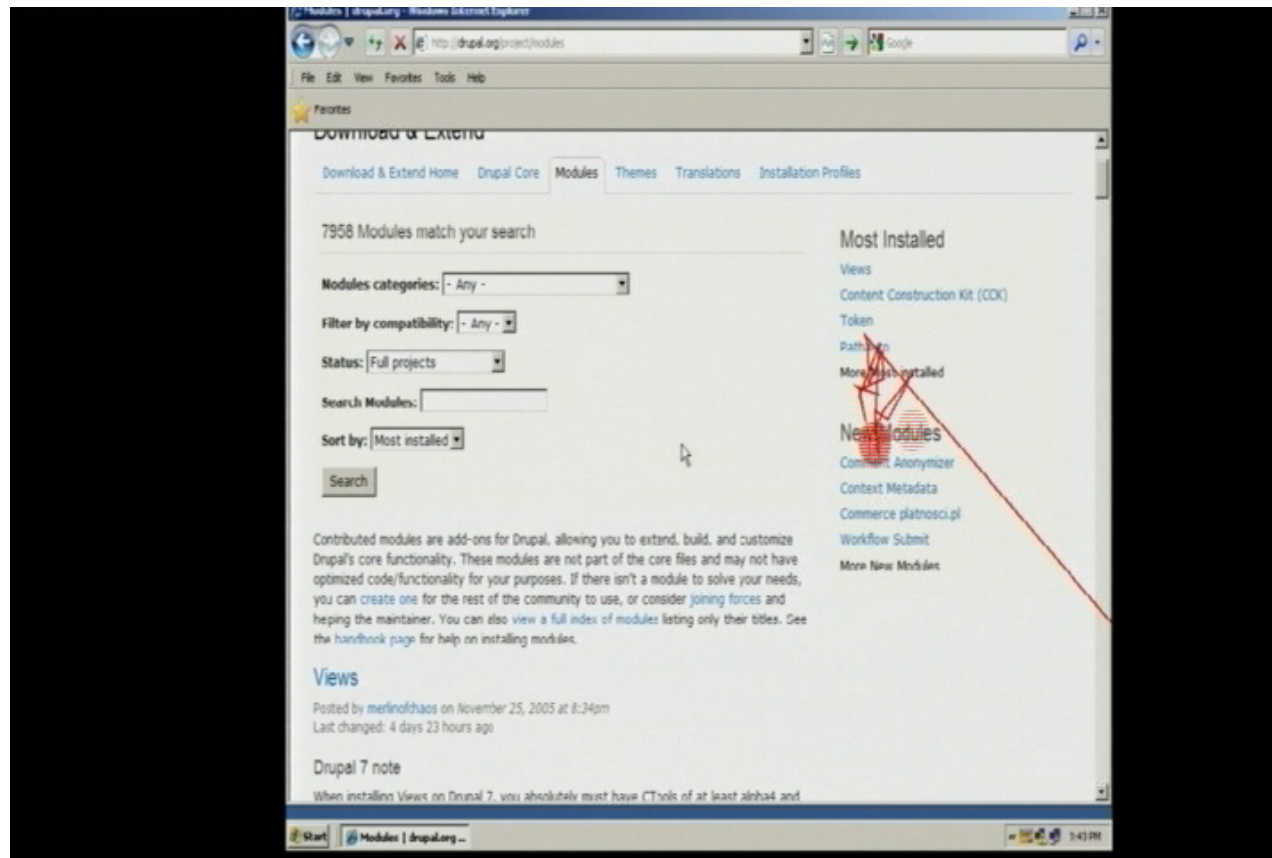 Modules | drupal.org - Windows Internet Explorer
http://drupal.org/project/modules
Google
File Edit View Favorites Tools Help
Favorites
Download & Extend
Download & Extend Home Drupal Core Modules Themes Translations Installation Profiles
7958 Modules match your search
Modules categories: - Any -
Filter by compatibility: - Any -
Status: Full projects
Search Modules:
Sort by: Most installed
Search
Most Installed
Views
Content Construction Kit (CCK)
Token
Pathauto
More Most installed
New Modules
Comment Anonymizer
Context Metadata
Commerce platnosci.pl
Workflow Submit
More New Modules
Contributed modules are add-ons for Drupal, allowing you to extend, build, and customize
Drupal's core functionality. These modules are not part of the core files and may not have
optimized code/functionality for your purposes. If there isn't a module to solve your needs,
you can create one for the rest of the community to use, or consider joining forces and
heping the maintainer. You can also view a full index of modules listing only their titles. See
the handbook page for help on installing modules.
Views
Posted by merlinofchaos on November 25, 2005 at 8:34pm
Last changed: 4 days 23 hours ago
Drupal 7 note
When installing Views on Drupal 7, you absolutely must have CTools of at least alpha4 and
Start Modules | drupal.org ...
1:43 PM